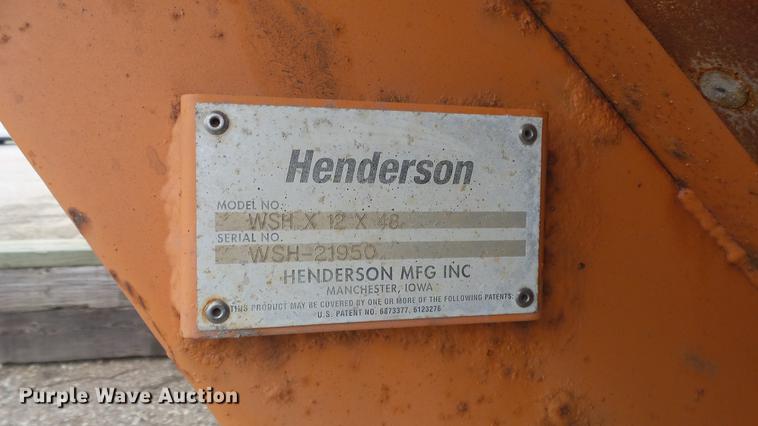 Henderson
MODEL NO.
WSH X 12 X 48
SERIAL NO.
WSH-21950
HENDERSON MFG INC
MANCHESTER, IOWA
THIS PRODUCT MAY BE COVERED BY ONE OR MORE OF THE FOLLOWING PATENTS:
U.S. PATENT NO. 6873377, 6123276
Purple Wave Auction